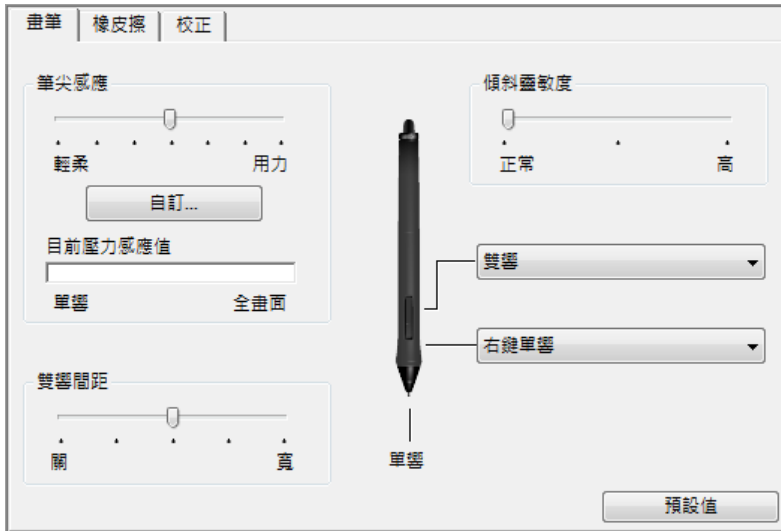 畫筆 橡皮擦 校正
筆尖感應
輕柔 用力
自訂...
目前壓力感應值
單響 全畫面
雙響間距
關 寬
傾斜靈敏度
正常 高
雙響
右鍵單響
單響
預設值